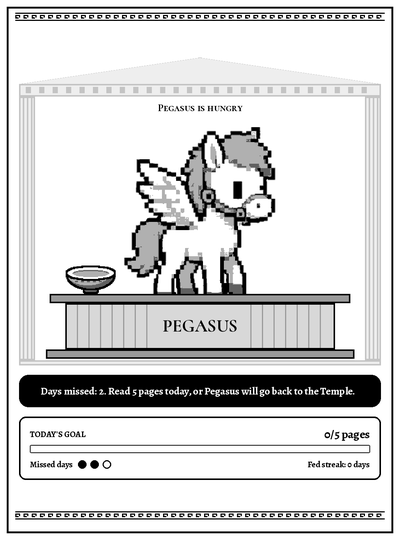 Pegasus is hungry
PEGASUS
Days missed: 2. Read 5 pages today, or Pegasus will go back to the Temple.
TODAY'S GOAL
0/5 pages
Missed days
Fed streak: 0 days